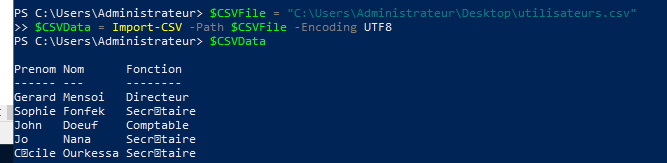 PS C:\Users\Administrateur> $CSVFile = "C:\Users\Administrateur\Desktop\utilisateurs.csv"
>> $CSVData = Import-CSV -Path $CSVFile -Encoding UTF8
PS C:\Users\Administrateur> $CSVData
Prenom Nom Fonction
------ --- --------
Gerard Mensoi Directeur
Sophie Fonfek Secr�taire
John Doeuf Comptable
Jo Nana Secr�taire
C�cile Ourkessa Secr�taire